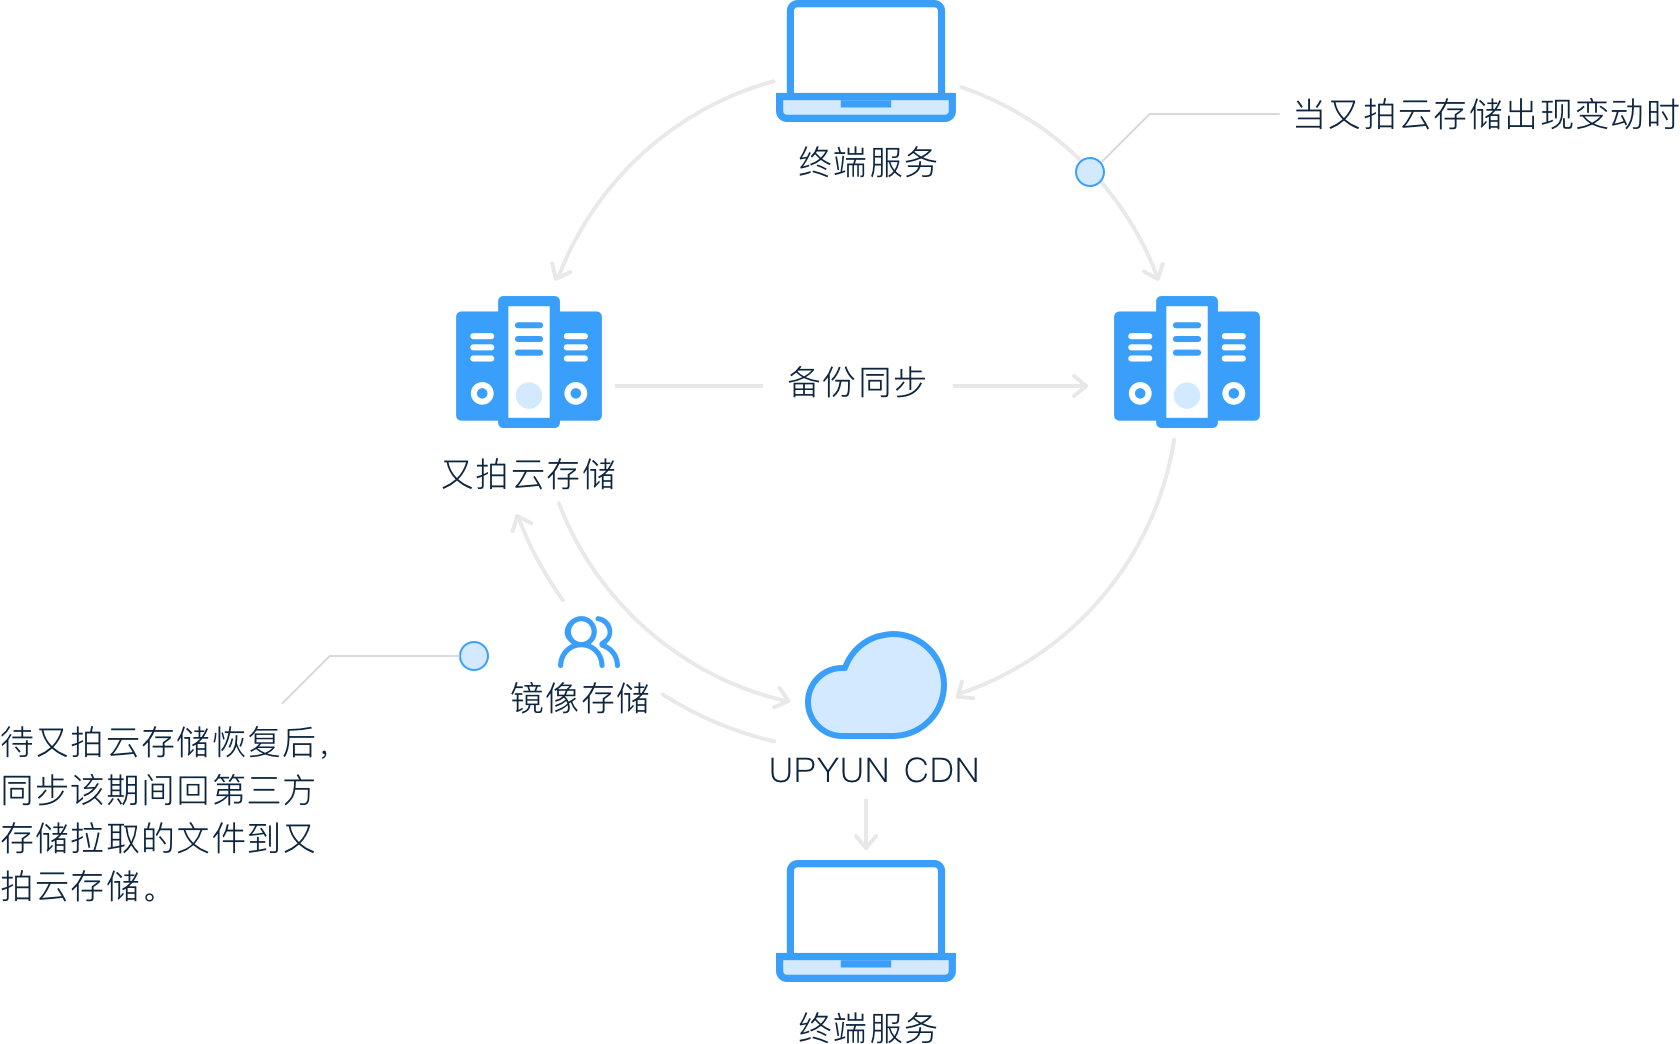 当又拍云存储出现变动时
终端服务
备份同步
又拍云存储
镜像存储
待又拍云存储恢复后,
同步该期间回第三方
存储拉取的文件到又
拍云存储。
UPYUN CDN
终端服务